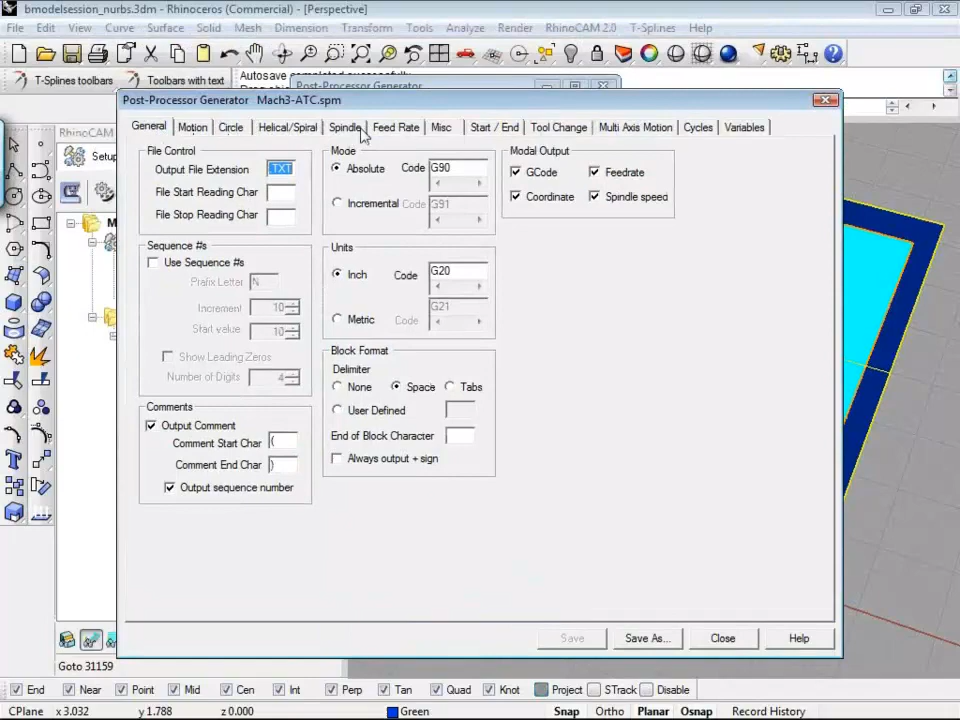 bmodelsession_nurbs.3dm - Rhinoceros (Commercial) - [Perspective]
File Edit View Curve Surface Solid Mesh Dimension Transform Tools Analyze Render RhinoCAM 2.0 T-Splines Help
T-Splines toolbars Toolbars with text
Autosave completed successfully.
Post-Processor Generator
Post-Processor Generator Mach3-ATC.spm
RhinoCAM
Setup
General Motion Circle Helical/Spiral Spindle Feed Rate Misc Start / End Tool Change Multi Axis Motion Cycles Variables
File Control
Output File Extension .TXT
File Start Reading Char
File Stop Reading Char
Sequence #s
Use Sequence #s
Prefix Letter N
Increment 10
Start value 10
Show Leading Zeros
Number of Digits 4
Comments
Output Comment
Comment Start Char (
Comment End Char )
Output sequence number
Mode
Absolute Code G90
Incremental Code G91
Units
Inch Code G20
Metric Code G21
Block Format
Delimiter
None Space Tabs
User Defined
End of Block Character
Always output + sign
Modal Output
GCode Feedrate
Coordinate Spindle speed
Save Save As... Close Help
Goto 31159
End Near Point Mid Cen Int Perp Tan Quad Knot Project STrack Disable
CPlane x 3.032 y 1.788 z 0.000 Green Snap Ortho Planar Osnap Record History